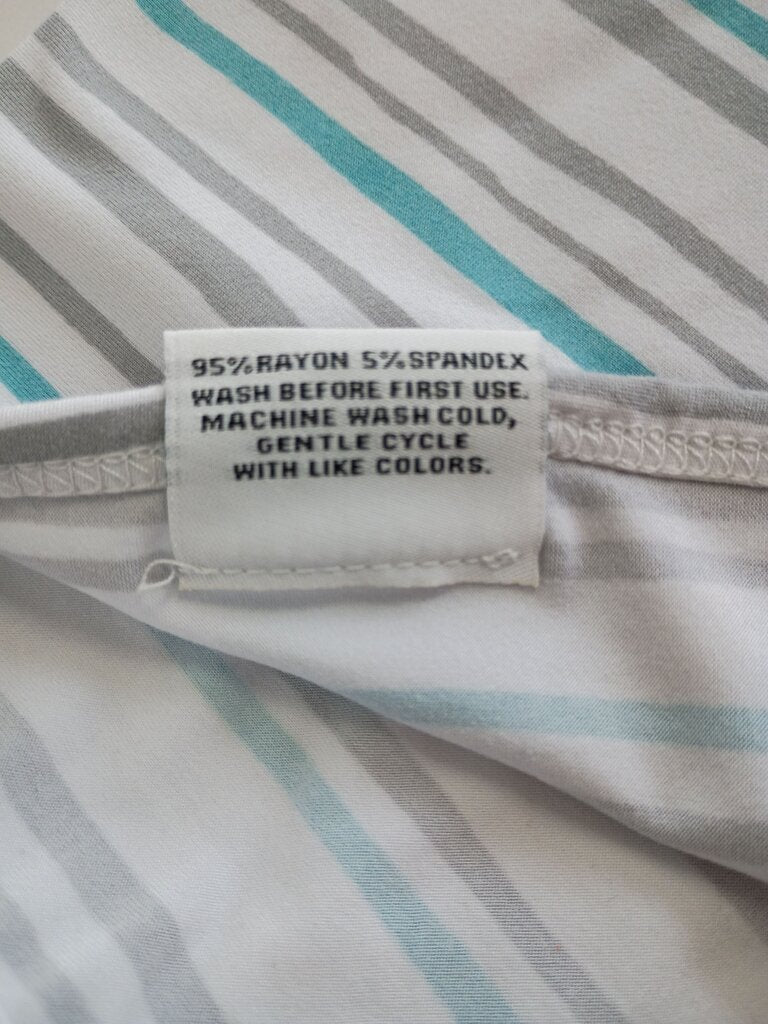 95%RAYON 5%SPANDEX
WASH BEFORE FIRST USE.
MACHINE WASH COLD,
GENTLE CYCLE
WITH LIKE COLORS.